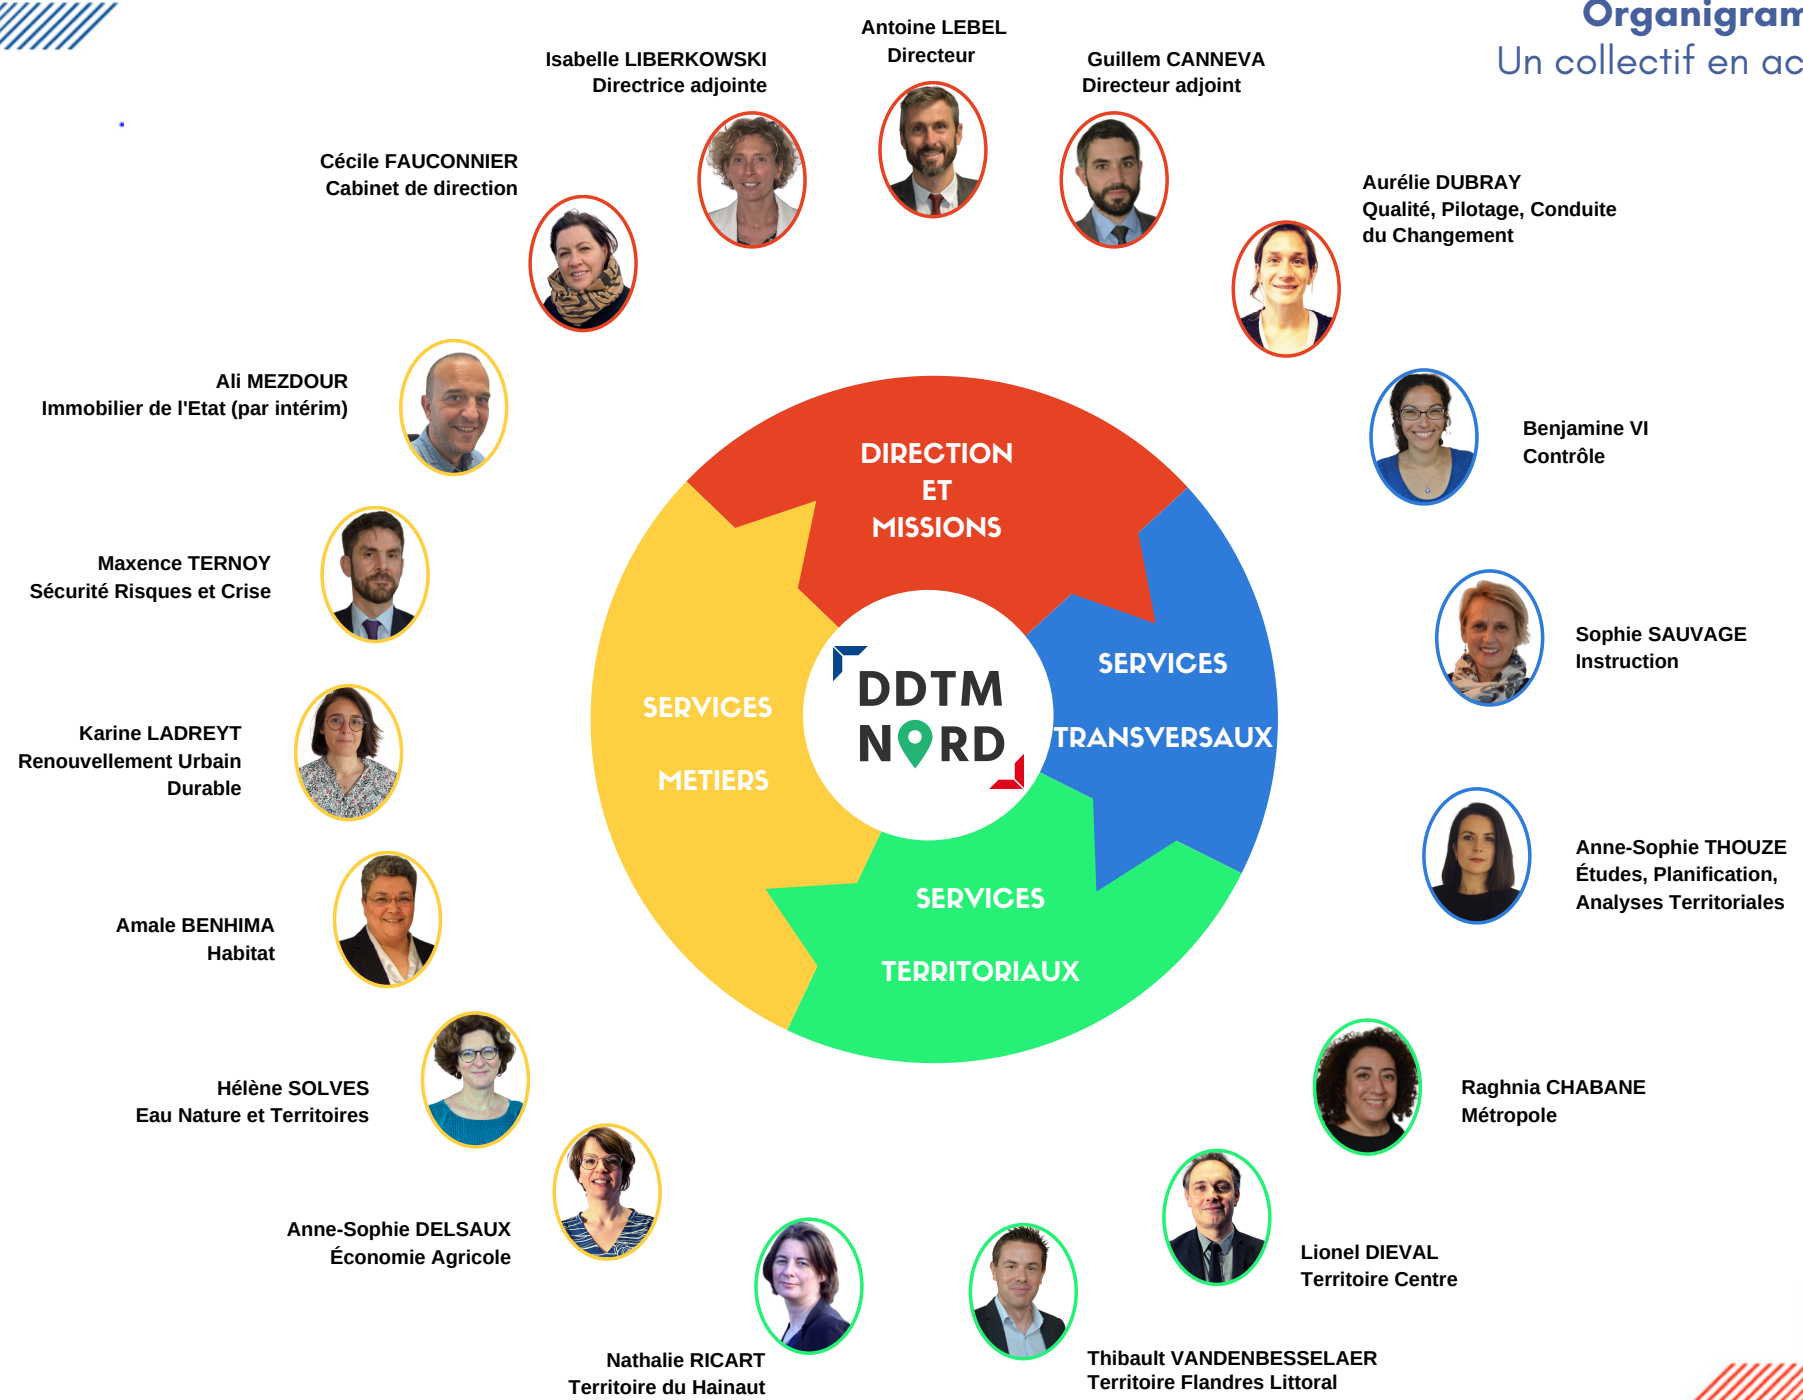 Organigram
Un collectif en ac
Antoine LEBEL
Directeur
Isabelle LIBERKOWSKI
Directrice adjointe
Guillem CANNEVA
Directeur adjoint
Cécile FAUCONNIER
Cabinet de direction
Aurélie DUBRAY
Qualité, Pilotage, Conduite
du Changement
Ali MEZDOUR
Immobilier de l'Etat (par intérim)
Benjamine VI
Contrôle
Maxence TERNOY
Sécurité Risques et Crise
Sophie SAUVAGE
Instruction
Karine LADREYT
Renouvellement Urbain
Durable
Anne-Sophie THOUZE
Études, Planification,
Analyses Territoriales
Amale BENHIMA
Habitat
Hélène SOLVES
Eau Nature et Territoires
Raghnia CHABANE
Métropole
Anne-Sophie DELSAUX
Économie Agricole
Lionel DIEVAL
Territoire Centre
Nathalie RICART
Territoire du Hainaut
Thibault VANDENBESSELAER
Territoire Flandres Littoral
DIRECTION
ET
MISSIONS
SERVICES
TRANSVERSAUX
SERVICES
METIERS
SERVICES
TERRITORIAUX
DDTM
NORD